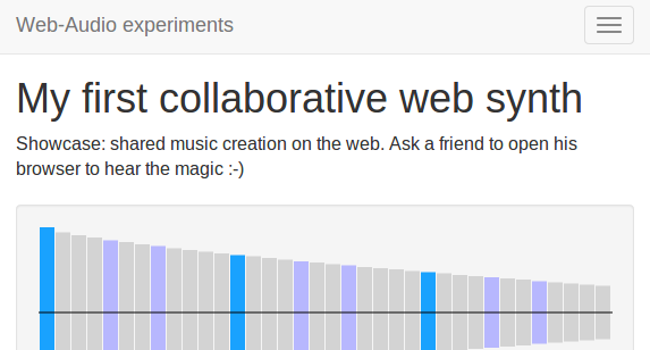 Web-Audio experiments
My first collaborative web synth
Showcase: shared music creation on the web. Ask a friend to open his
browser to hear the magic :-)